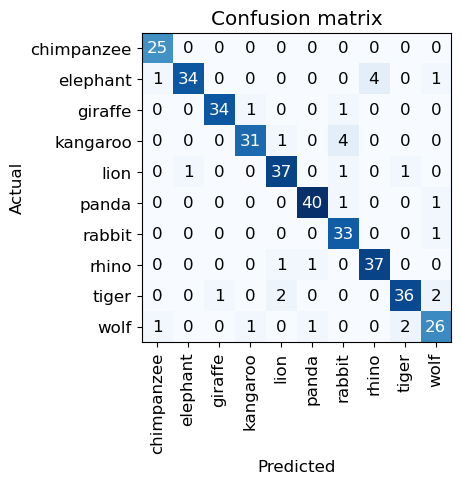 Confusion matrix
chimpanzee 25 0 0 0 0 0 0 0 0 0
elephant 1 34 0 0 0 0 0 4 0 1
giraffe 0 0 34 1 0 0 1 0 0 0
kangaroo 0 0 0 31 1 0 4 0 0 0
lion 0 1 0 0 37 0 1 0 1 0
panda 0 0 0 0 0 40 1 0 0 1
rabbit 0 0 0 0 0 0 33 0 0 1
rhino 0 0 0 0 1 1 0 37 0 0
tiger 0 0 1 0 2 0 0 0 36 2
wolf 1 0 0 1 0 1 0 0 2 26
Actual
chimpanzee elephant giraffe kangaroo lion panda rabbit rhino tiger wolf
Predicted